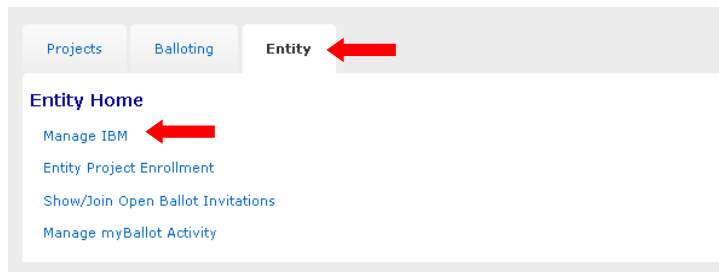 Projects Balloting Entity
Entity Home
Manage IBM
Entity Project Enrollment
Show/Join Open Ballot Invitations
Manage myBallot Activity